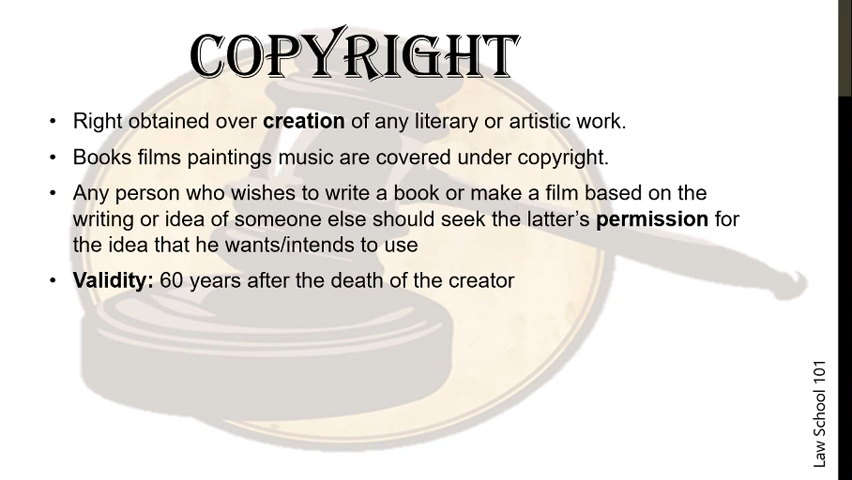 COPYRIGHT
• Right obtained over creation of any literary or artistic work.
• Books films paintings music are covered under copyright.
• Any person who wishes to write a book or make a film based on the
writing or idea of someone else should seek the latter’s permission for
the idea that he wants/intends to use
• Validity: 60 years after the death of the creator
Law School 101